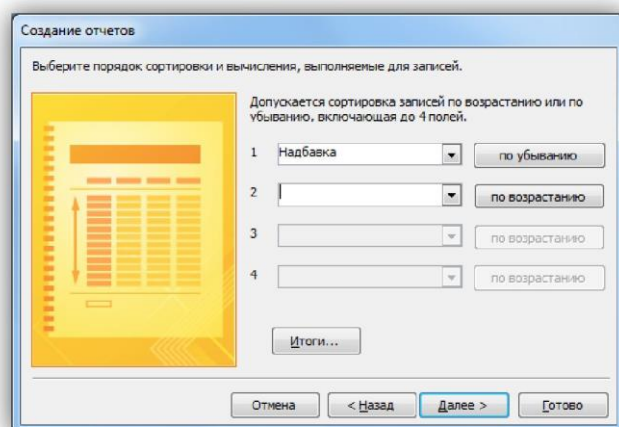 Создание отчетов
Выберите порядок сортировки и вычисления, выполняемые для записей.
Допускается сортировка записей по возрастанию или по
убыванию, включающая до 4 полей.
1 Надбавка по убыванию
2 по возрастанию
3 по возрастанию
4 по возрастанию
Итоги...
Отмена < Назад Далее > Готово